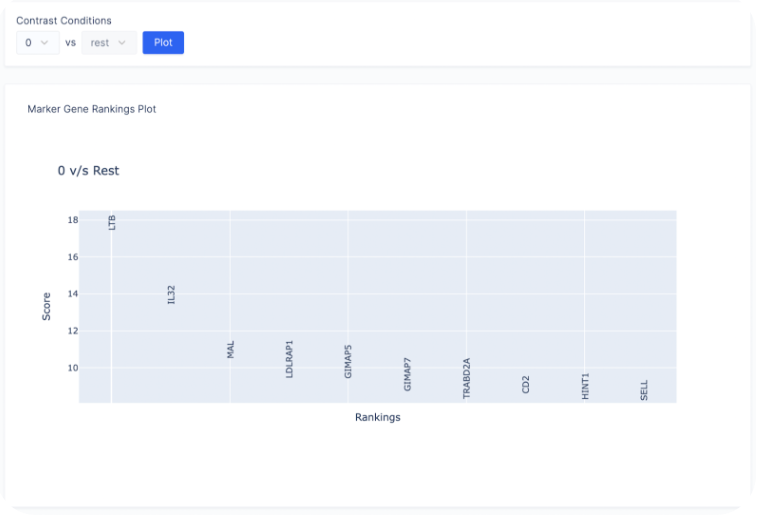 Contrast Conditions
0 vs rest Plot
Marker Gene Rankings Plot
0 v/s Rest
18
16
14
12
10
Score
LTB
IL32
MAL
LDLRAP1
GIMAP5
GIMAP7
TRABD2A
CD2
HINT1
SELL
Rankings